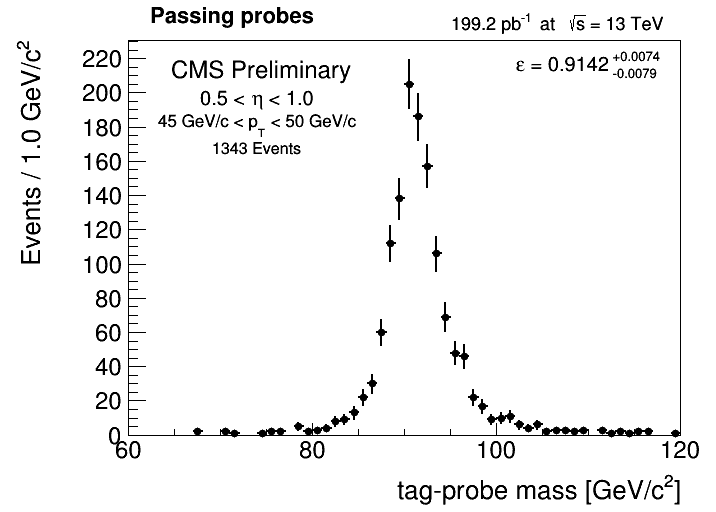 Passing probes
199.2 pb⁻¹ at √s = 13 TeV
CMS Preliminary
0.5 < η < 1.0
45 GeV/c < p_T < 50 GeV/c
1343 Events
ε = 0.9142 +0.0074 -0.0079
Events / 1.0 GeV/c²
220
200
180
160
140
120
100
80
60
40
20
0
60 80 100 120
tag-probe mass [GeV/c²]